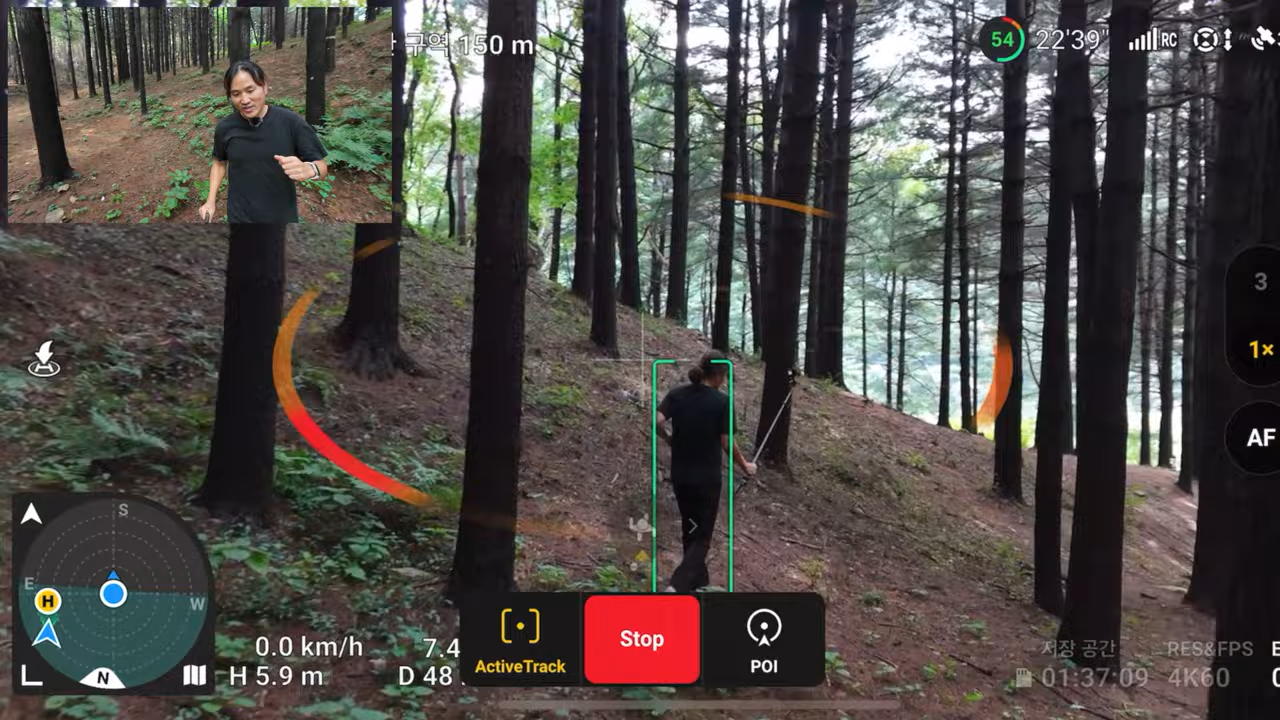 구역 150 m
54
22'39"
RC
3
1×
AF
S
E
H
W
N
0.0 km/h
7.4
H 5.9 m
D 48
ActiveTrack
Stop
POI
저장 공간
RES&FPS
01:37:09
4K60